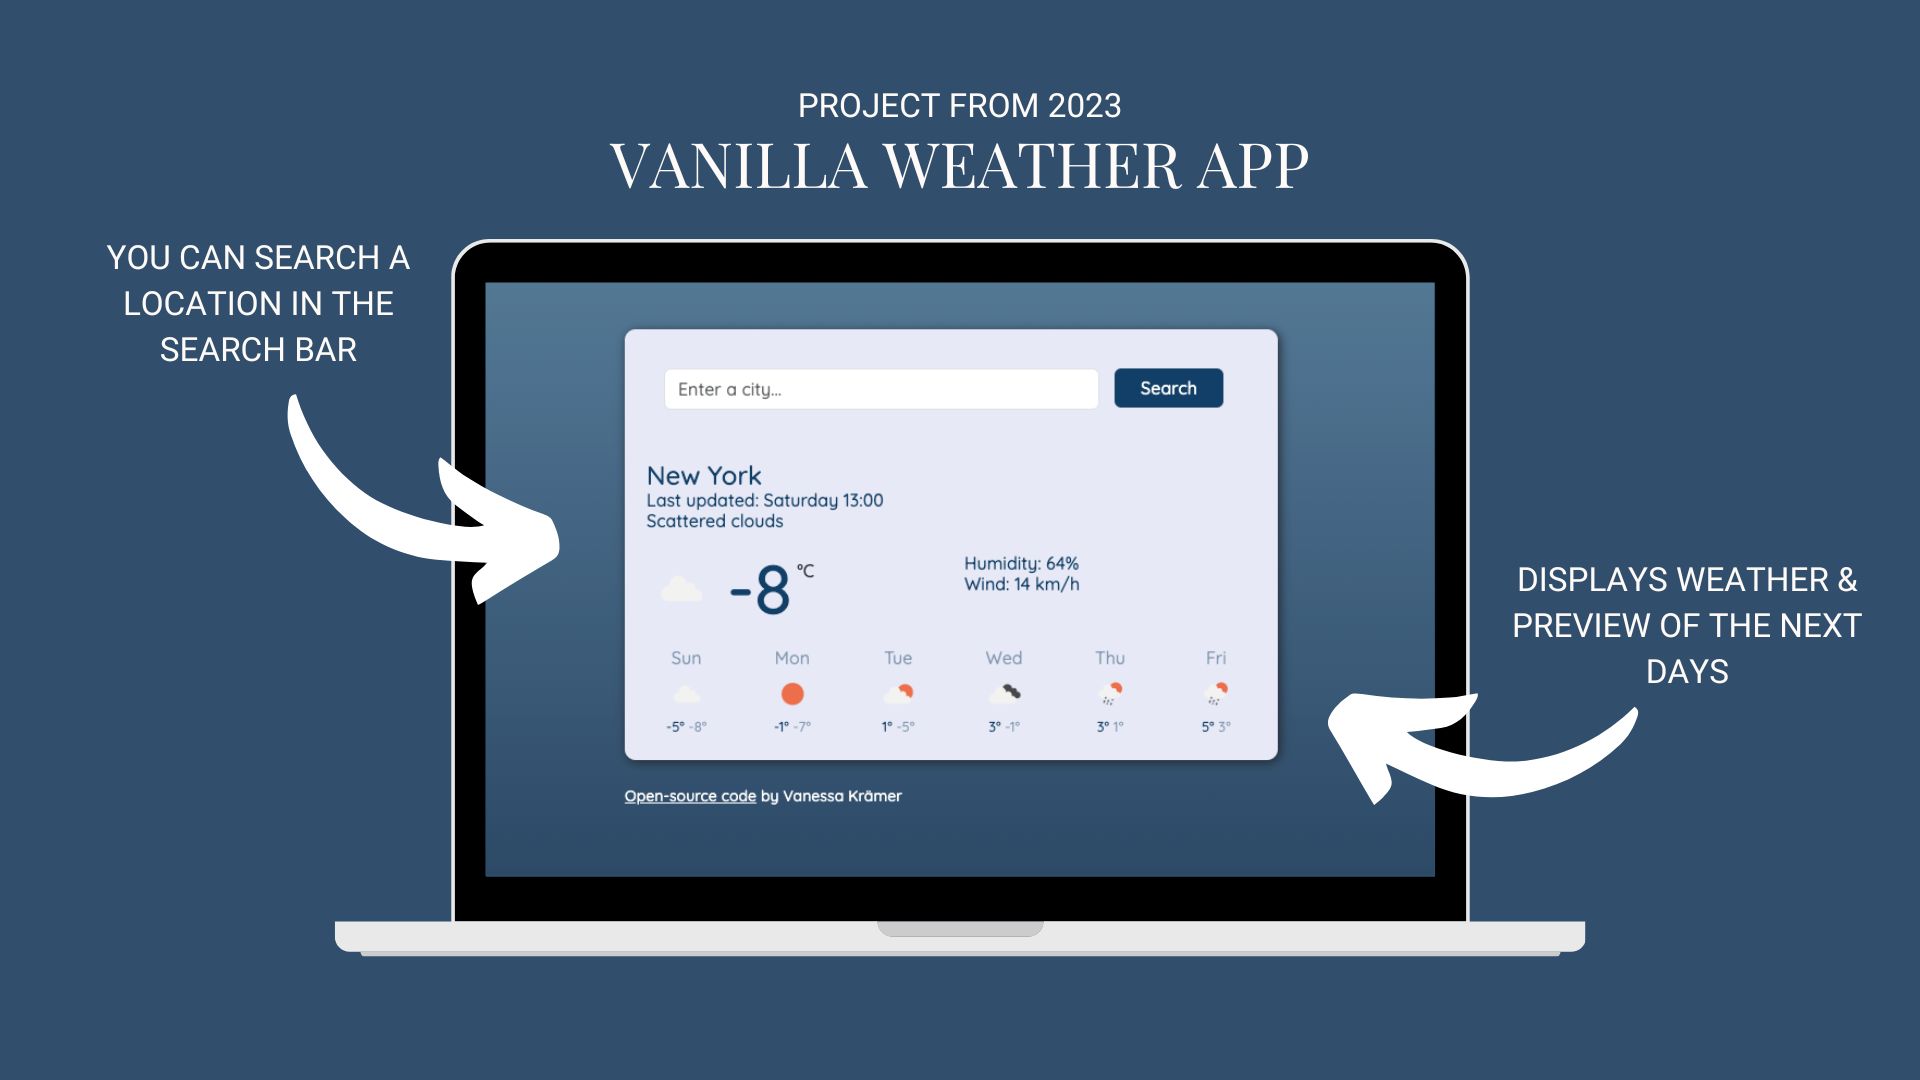 PROJECT FROM 2023
VANILLA WEATHER APP
YOU CAN SEARCH A
LOCATION IN THE
SEARCH BAR
Enter a city...
Search
New York
Last updated: Saturday 13:00
Scattered clouds
-8 °C
Humidity: 64%
Wind: 14 km/h
Sun Mon Tue Wed Thu Fri
-5° -8° -1° -7° 1° -5° 3° -1° 3° 1° 5° 3°
Open-source code by Vanessa Krämer
DISPLAYS WEATHER &
PREVIEW OF THE NEXT
DAYS